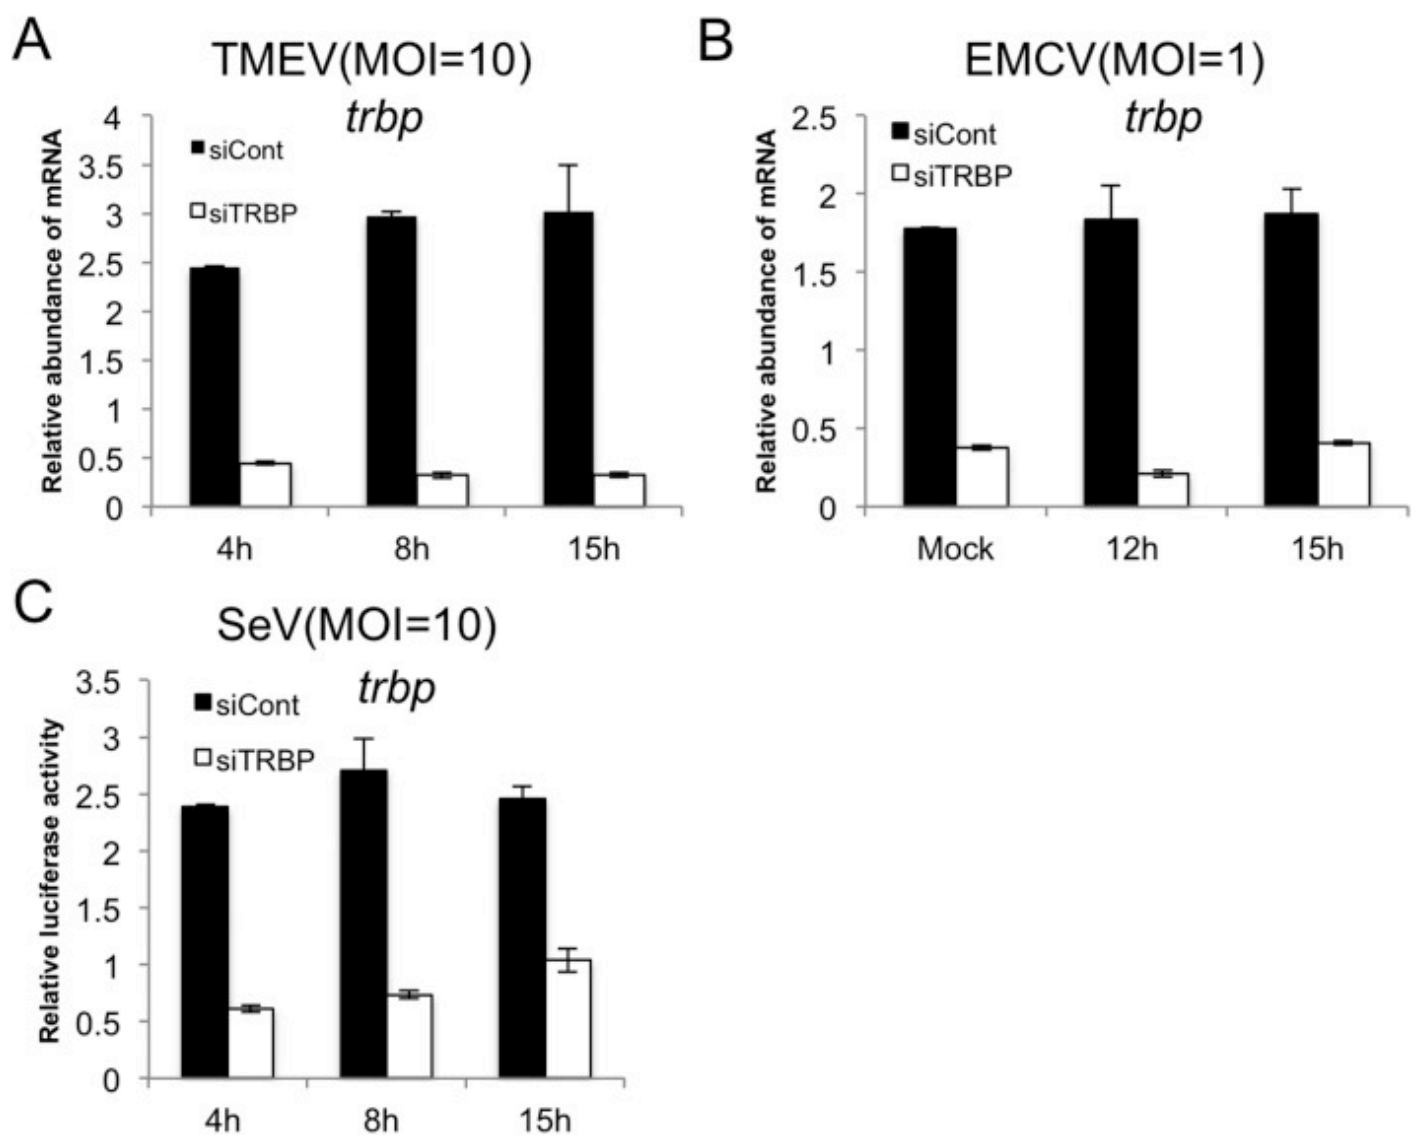 A
TMEV(MOI=10)
trbp
Relative abundance of mRNA
4
3.5
3
2.5
2
1.5
1
0.5
0
siCont
siTRBP
4h 8h 15h
B
EMCV(MOI=1)
trbp
Relative abundance of mRNA
2.5
2
1.5
1
0.5
0
siCont
siTRBP
Mock 12h 15h
C
SeV(MOI=10)
trbp
Relative luciferase activity
3.5
3
2.5
2
1.5
1
0.5
0
siCont
siTRBP
4h 8h 15h